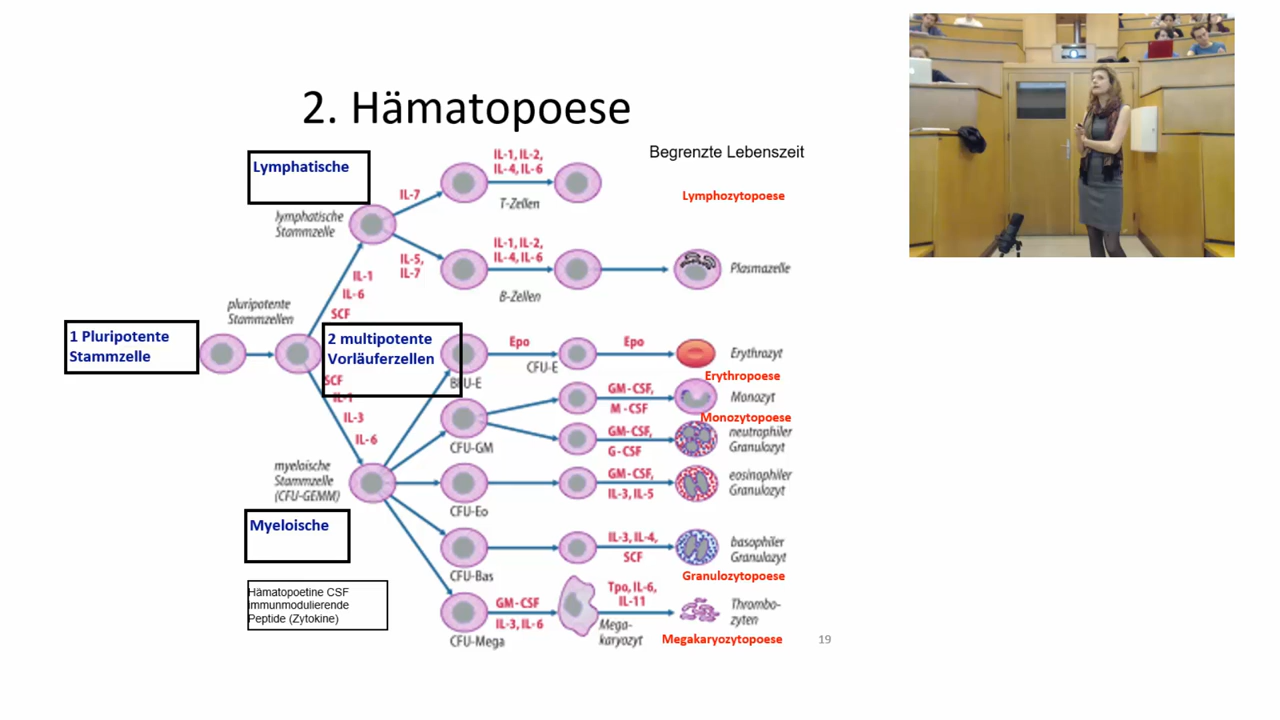 2. Hämatopoese
Begrenzte Lebenszeit
Lymphatische
IL-1, IL-2,
IL-4, IL-6
IL-7
T-Zellen
Lymphozytopoese
lymphatische
Stammzelle
IL-5,
IL-7
IL-1, IL-2,
IL-4, IL-6
B-Zellen
Plasmazelle
IL-1
IL-6
SCF
pluripotente
Stammzellen
1 Pluripotente
Stammzelle
2 multipotente
Vorläuferzellen
SCF
IL-1
IL-3
IL-6
BFU-E
Epo
CFU-E
Epo
Erythrozyt
Erythropoese
GM-CSF,
M-CSF
Monozyt
Monozytopoese
CFU-GM
GM-CSF,
G-CSF
neutrophiler
Granulozyt
myeloische
Stammzelle
(CFU-GEMM)
CFU-Eo
GM-CSF,
IL-3, IL-5
eosinophiler
Granulozyt
Myeloische
CFU-Bas
IL-3, IL-4,
SCF
basophiler
Granulozyt
Granulozytopoese
Hämatopoetine CSF
immunmodulierende
Peptide (Zytokine)
CFU-Mega
GM-CSF
IL-3, IL-6
Mega-
karyozyt
Tpo, IL-6,
IL-11
Thrombo-
zyten
Megakaryozytopoese
19